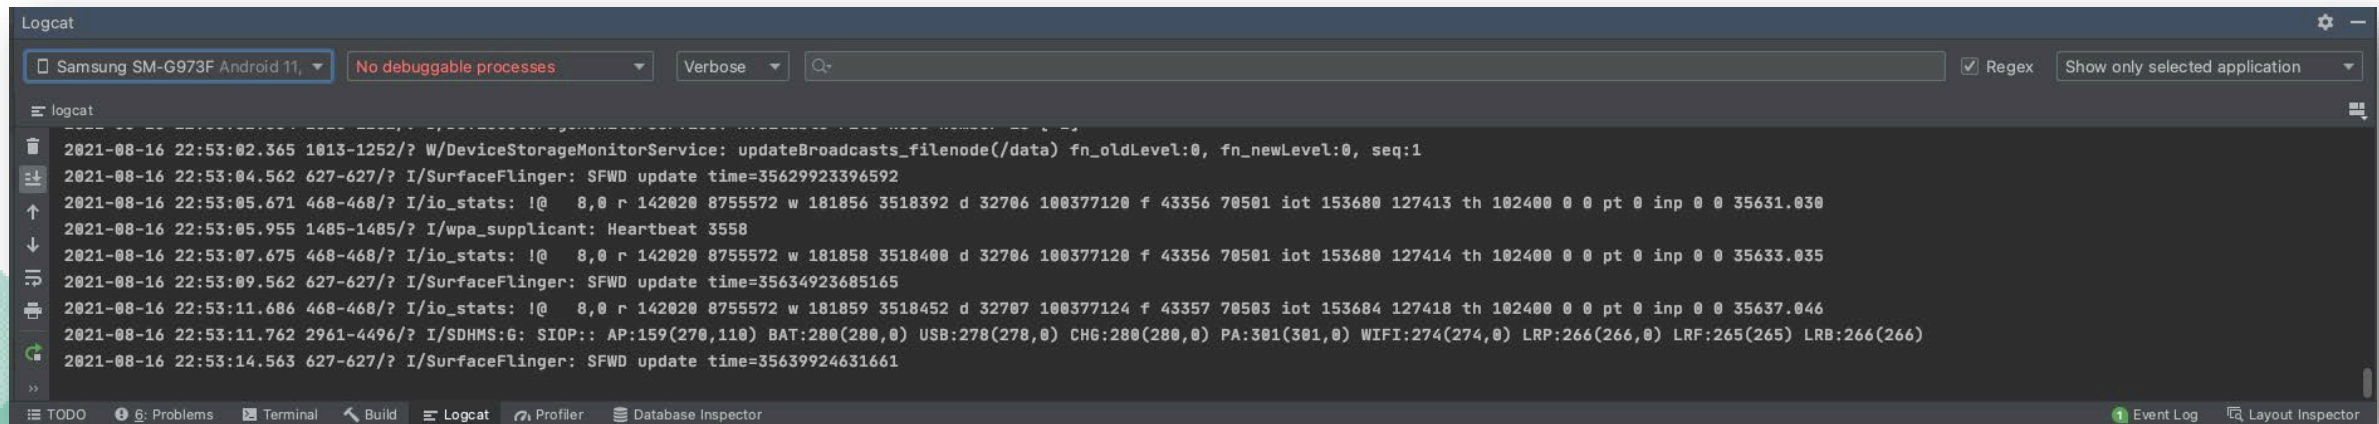 Logcat
Samsung SM-G973F Android 11, No debuggable processes Verbose Regex Show only selected application
logcat
2021-08-16 22:53:02.365 1013-1252/? W/DeviceStorageMonitorService: updateBroadcasts_filenode(/data) fn_oldLevel:0, fn_newLevel:0, seq:1
2021-08-16 22:53:04.562 627-627/? I/SurfaceFlinger: SFWD update time=35629923396592
2021-08-16 22:53:05.671 468-468/? I/io_stats: !@   8,0 r 142020 8755572 w 181856 3518392 d 32706 100377120 f 43356 70501 iot 153680 127413 th 102400 0 0 pt 0 inp 0 0 35631.030
2021-08-16 22:53:05.955 1485-1485/? I/wpa_supplicant: Heartbeat 3558
2021-08-16 22:53:07.675 468-468/? I/io_stats: !@   8,0 r 142020 8755572 w 181858 3518400 d 32706 100377120 f 43356 70501 iot 153680 127414 th 102400 0 0 pt 0 inp 0 0 35633.035
2021-08-16 22:53:09.562 627-627/? I/SurfaceFlinger: SFWD update time=35634923685165
2021-08-16 22:53:11.686 468-468/? I/io_stats: !@   8,0 r 142020 8755572 w 181859 3518452 d 32707 100377124 f 43357 70503 iot 153684 127418 th 102400 0 0 pt 0 inp 0 0 35637.046
2021-08-16 22:53:11.762 2961-4496/? I/SDHMS:G: SIOP:: AP:159(270,110) BAT:280(280,0) USB:278(278,0) CHG:280(280,0) PA:301(301,0) WIFI:274(274,0) LRP:266(266,0) LRF:265(265) LRB:266(266)
2021-08-16 22:53:14.563 627-627/? I/SurfaceFlinger: SFWD update time=35639924631661
TODO 6: Problems Terminal Build Logcat Profiler Database Inspector 1 Event Log Layout Inspector